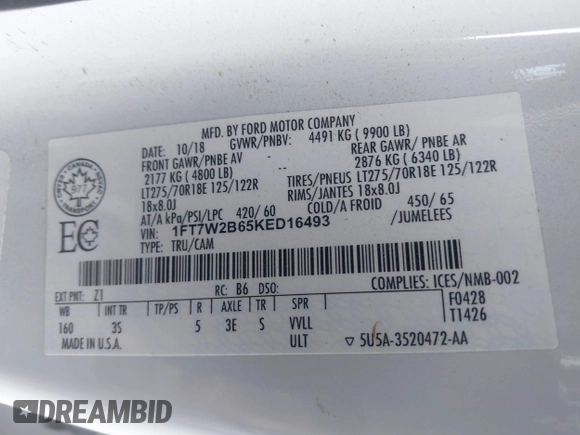 MFD. BY FORD MOTOR COMPANY
DATE: 10/18 GVWR/PNBV: 4491 KG ( 9900 LB)
FRONT GAWR/ PNBE AV -- REAR GAWR/ PNBE AR
2177 KG ( 4800 LB) -- 2876 KG ( 6340 LB)
LT275/70R18E 125/122R TIRES/PNEUS LT275/70R18E 125/122R
18x8.0J RIMS/JANTES 18x8.0J
AT/A kPa/PSI/LPC 420/ 60 COLD/A FROID 450/ 65
VIN: 1FT7W2B65KED16493 /JUMELEES
TYPE: TRU/CAM
CANADA
EC
COMPLIES: ICES/NMB-002
EXT PNT: Z1 RC: B6 DSO: F0428
WB INT TR TP/PS R AXLE TR SPR T1426
160 3S 5 3E S VVLL
MADE IN U.S.A. ULT ▽ 5U5A-3520472-AA
DREAMBID